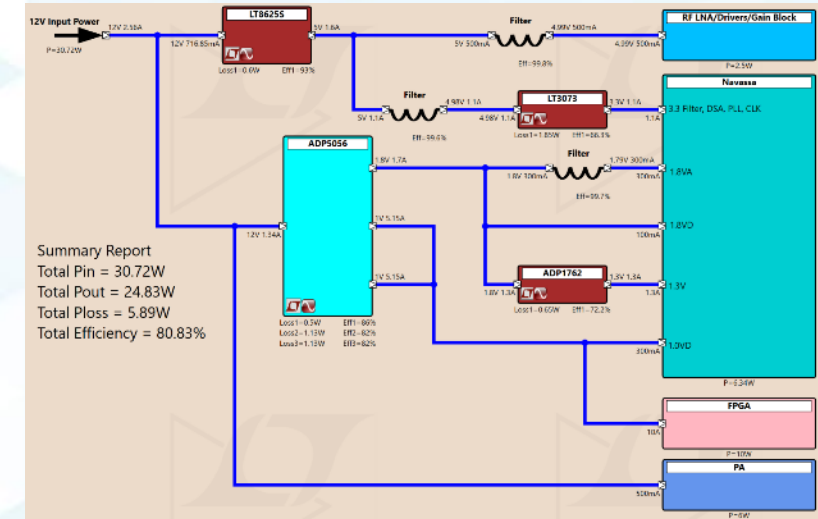 12V Input Power
12V 2.56A
P=30.72W
LT8625S
12V 716.85mA
5V 1.6A
Loss1=0.6W Eff1=93%
Filter
5V 500mA
4.99V 500mA
Eff=99.8%
RF LNA/Drivers/Gain Block
4.99V 500mA
P=2.5W
Filter
5V 1.1A
4.98V 1.1A
Eff=99.6%
LT3073
4.98V 1.1A
3.3V 1.1A
Loss1=1.85W Eff1=66.3%
Navassa
3.3 Filter, DSA, PLL, CLK
1.1A
ADP5056
12V 1.34A
1.8V 1.7A
1V 5.15A
1V 5.15A
Loss1=0.5W Eff1=86%
Loss2=1.13W Eff2=82%
Loss3=1.13W Eff3=82%
Filter
1.8V 300mA
1.79V 300mA
Eff=99.7%
300mA
1.8VA
1.8VD
100mA
ADP1762
1.8V 1.3A
1.3V 1.3A
Loss1=0.65W Eff1=72.2%
1.3V
1.3A
1.0VD
300mA
P=6.34W
Summary Report
Total Pin = 30.72W
Total Pout = 24.83W
Total Ploss = 5.89W
Total Efficiency = 80.83%
FPGA
10A
P=10W
PA
500mA
P=6W